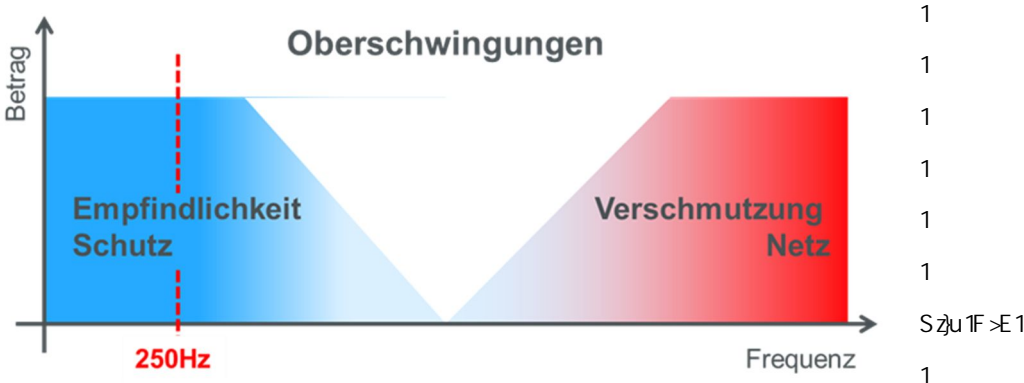 Oberschwingungen
Betrag
Empfindlichkeit
Schutz
Verschmutzung
Netz
250Hz
Frequenz
1
1
1
1
1
1
1